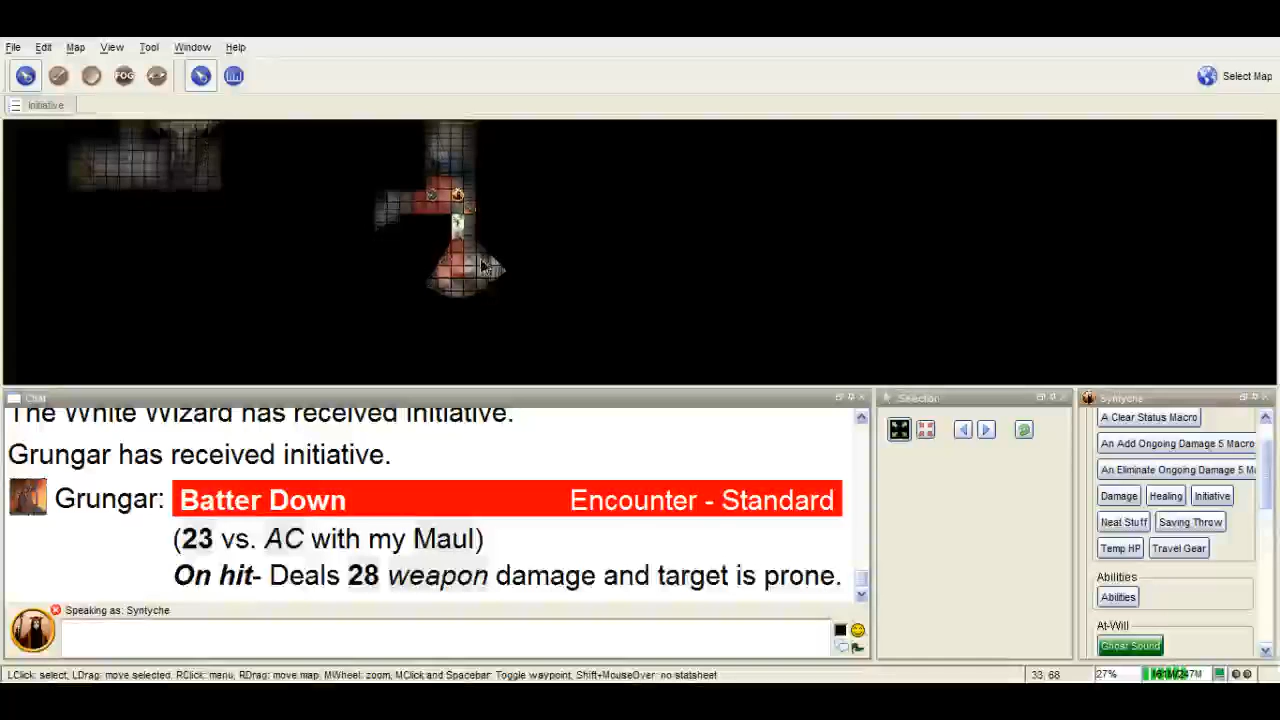 File Edit Map View Tool Window Help
FOG
Select Map
Initiative
Chat
Selection
Syntyche
The White Wizard has received initiative.
Grungar has received initiative.
Grungar: Batter Down Encounter - Standard
(23 vs. AC with my Maul)
On hit- Deals 28 weapon damage and target is prone.
Speaking as: Syntyche
A Clear Status Macro
An Add Ongoing Damage 5 Macro
An Eliminate Ongoing Damage 5 Ma
Damage Healing Initiative
Neat Stuff Saving Throw
Temp HP Travel Gear
Abilities
Abilities
At-Will
Ghost Sound
LClick: select, LDrag: move selected, RClick: menu, RDrag: move map, MWheel: zoom, MClick and Spacebar: Toggle waypoint, Shift+MouseOver: no statsheet
33, 68
27%